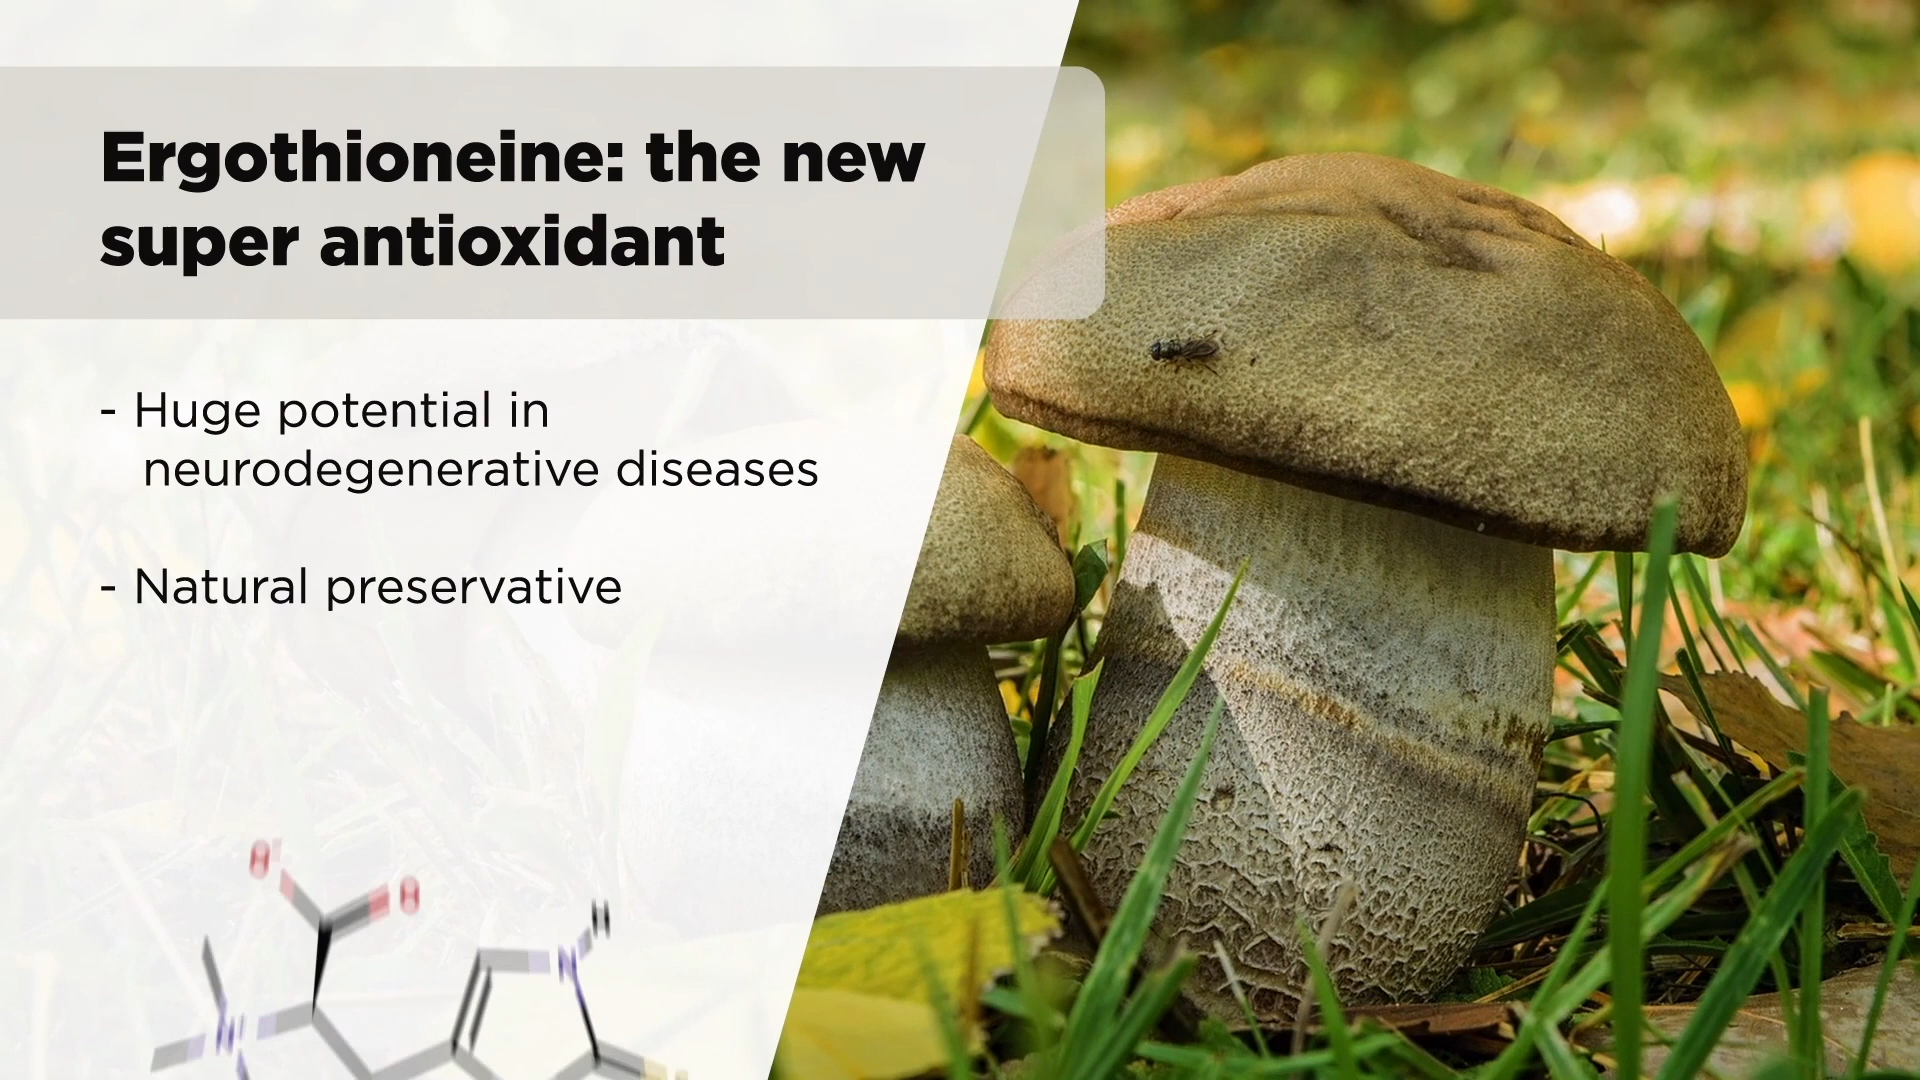 Ergothioneine: the new
super antioxidant
- Huge potential in
neurodegenerative diseases
- Natural preservative
H
N